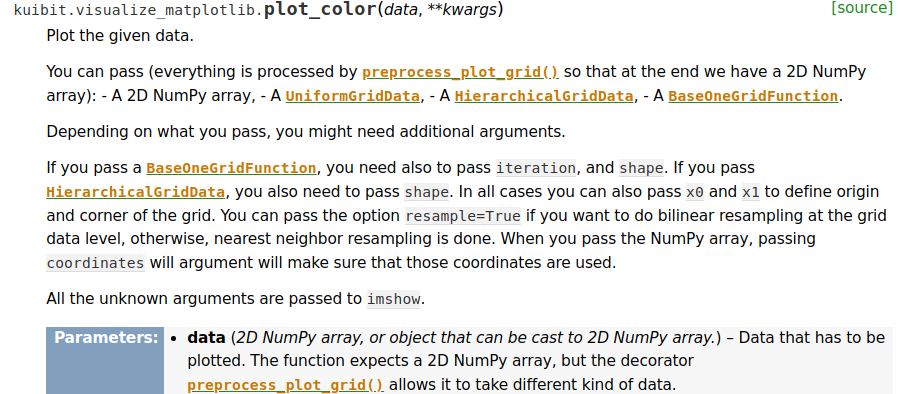 kuibit.visualize_matplotlib.plot_color(data, **kwargs) [source]
Plot the given data.
You can pass (everything is processed by preprocess_plot_grid() so that at the end we have a 2D NumPy
array): - A 2D NumPy array, - A UniformGridData, - A HierarchicalGridData, - A BaseOneGridFunction.
Depending on what you pass, you might need additional arguments.
If you pass a BaseOneGridFunction, you need also to pass iteration, and shape. If you pass
HierarchicalGridData, you also need to pass shape. In all cases you can also pass x0 and x1 to define origin
and corner of the grid. You can pass the option resample=True if you want to do bilinear resampling at the grid
data level, otherwise, nearest neighbor resampling is done. When you pass the NumPy array, passing
coordinates will argument will make sure that those coordinates are used.
All the unknown arguments are passed to imshow.
Parameters: • data (2D NumPy array, or object that can be cast to 2D NumPy array.) – Data that has to be
plotted. The function expects a 2D NumPy array, but the decorator
preprocess_plot_grid() allows it to take different kind of data.